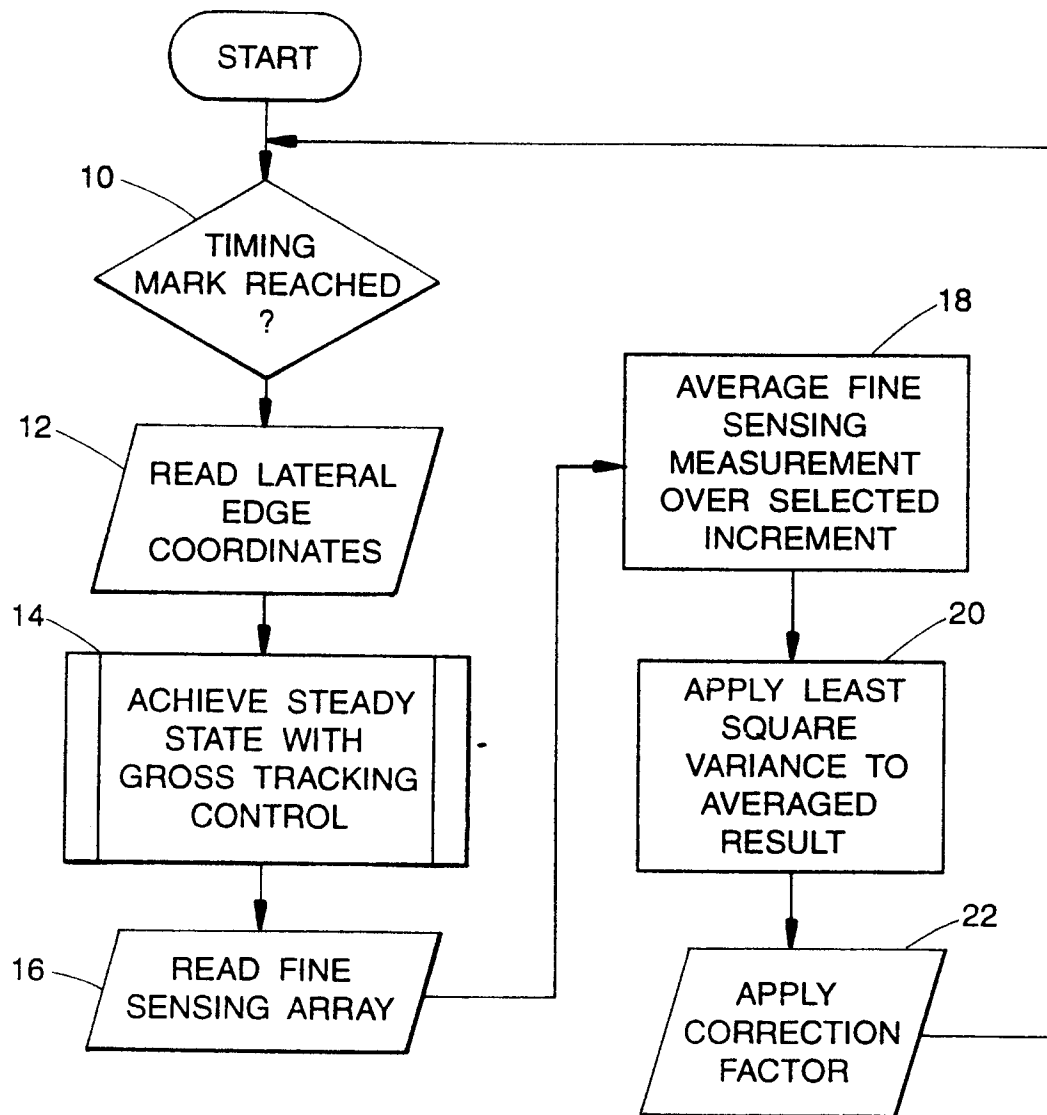 START
10
TIMING
MARK REACHED
?
12
READ LATERAL
EDGE
COORDINATES
14
ACHIEVE STEADY
STATE WITH
GROSS TRACKING
CONTROL
16
READ FINE
SENSING ARRAY
18
AVERAGE FINE
SENSING
MEASUREMENT
OVER SELECTED
INCREMENT
20
APPLY LEAST
SQUARE
VARIANCE TO
AVERAGED
RESULT
22
APPLY
CORRECTION
FACTOR